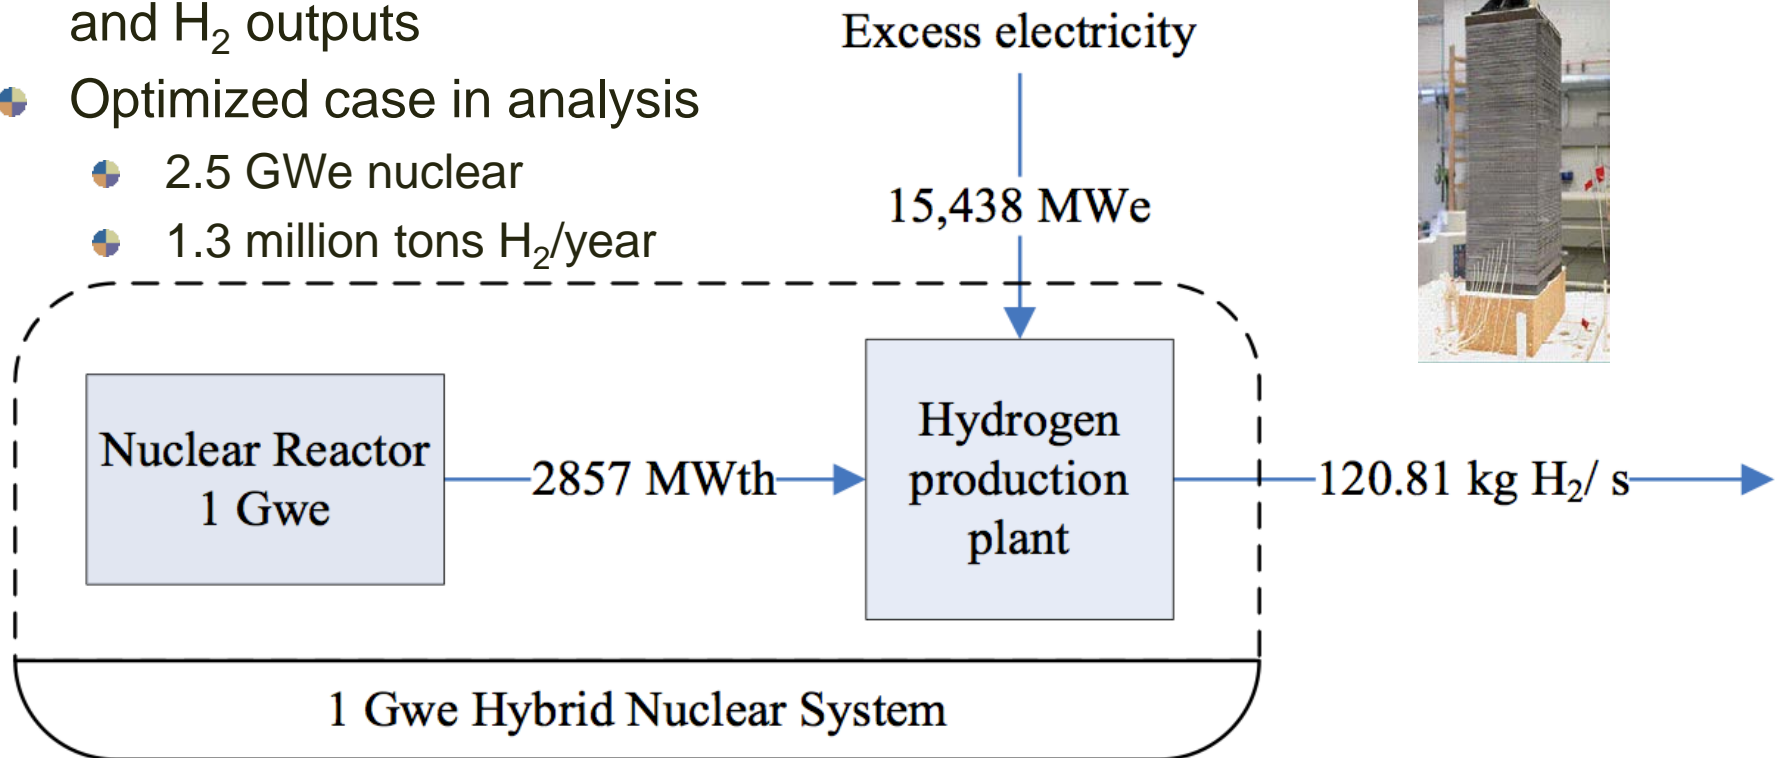 and H₂ outputs
Optimized case in analysis
2.5 GWe nuclear
1.3 million tons H₂/year
Excess electricity
15,438 MWe
Nuclear Reactor
1 Gwe
2857 MWth
Hydrogen
production
plant
120.81 kg H₂/ s
1 Gwe Hybrid Nuclear System